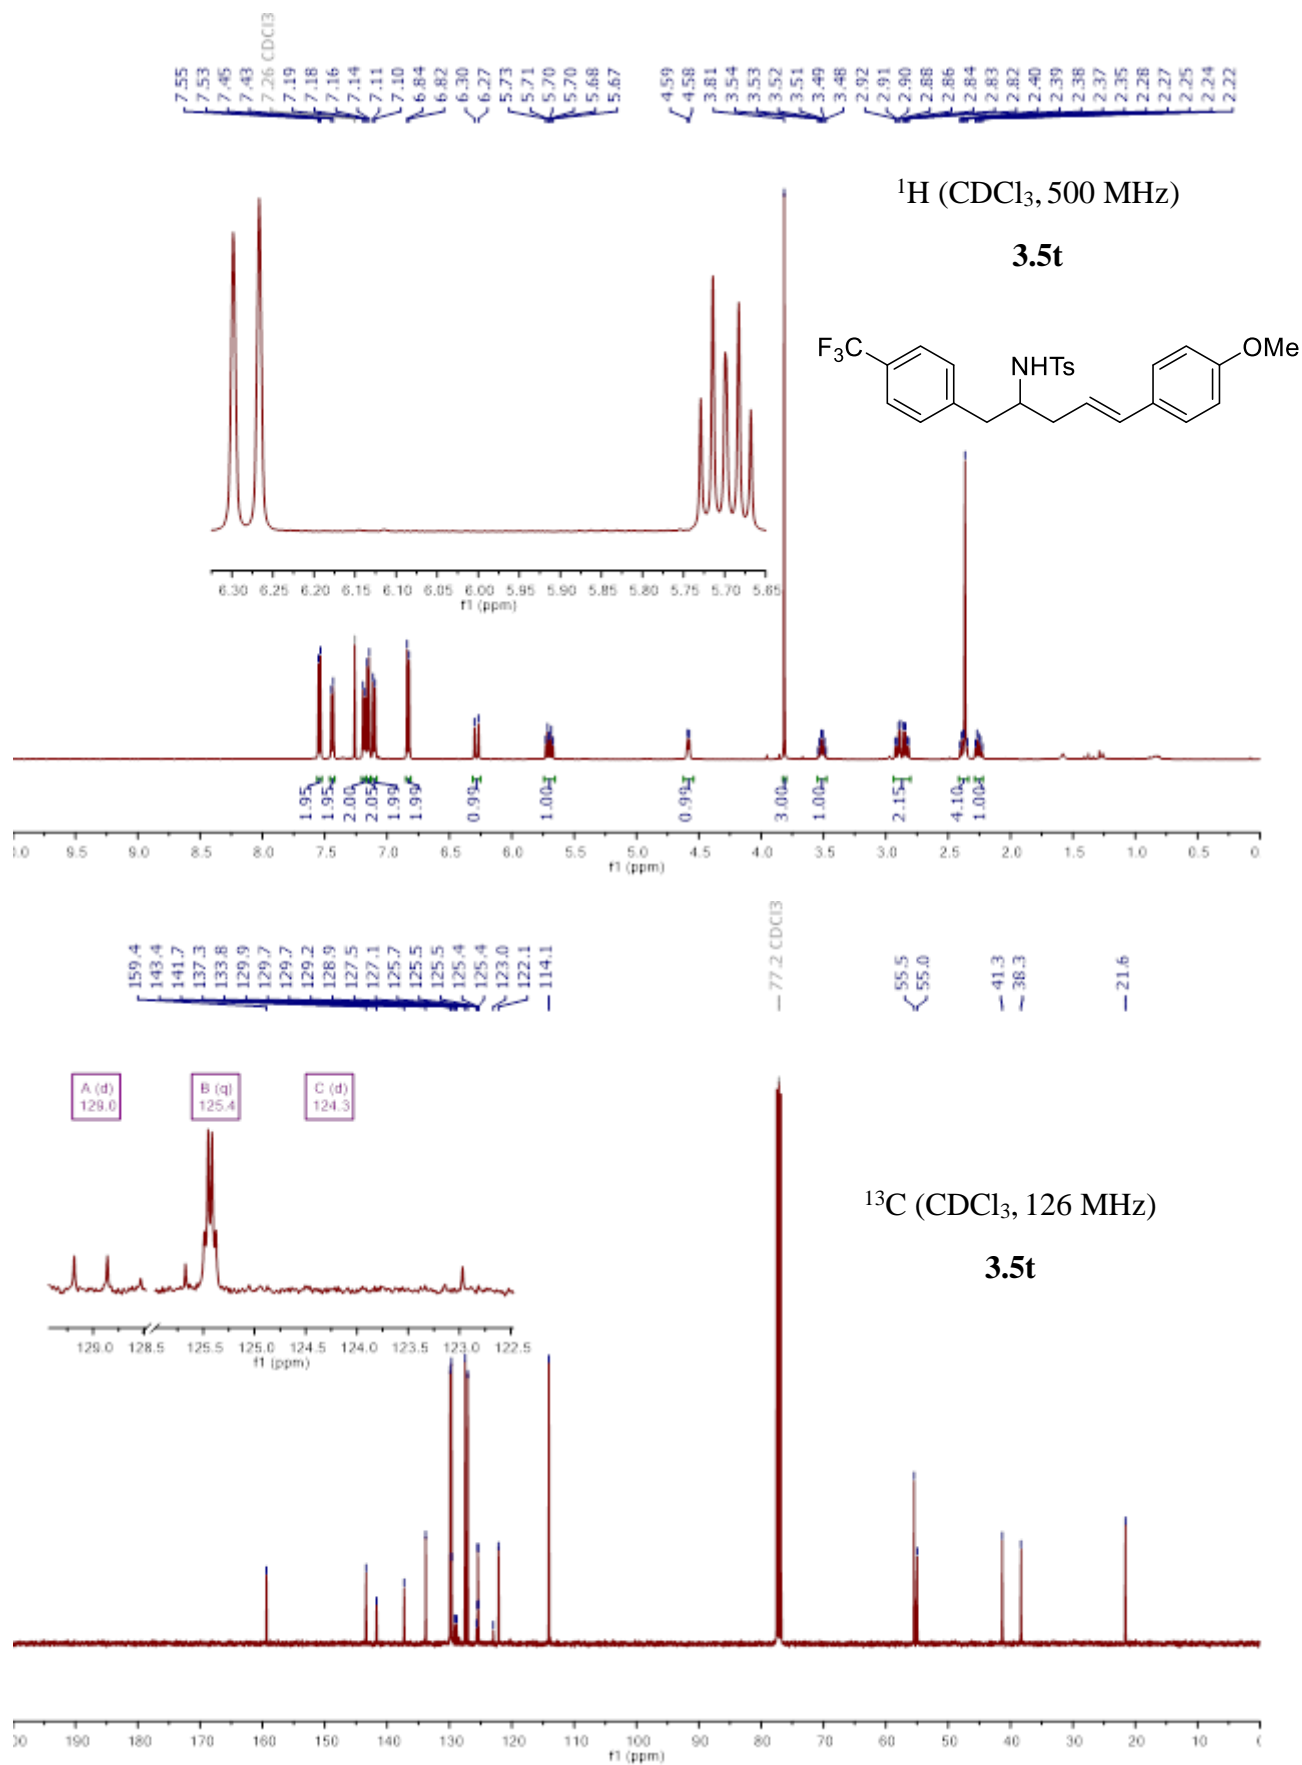 7.55 7.53 7.45 7.43 7.26 CDCl3 7.19 7.18 7.16 7.14 7.11 7.10 6.84 6.82 6.30 6.27 5.73 5.71 5.70 5.70 5.68 5.67 4.59 4.58 3.81 3.54 3.53 3.52 3.51 3.49 3.48 2.92 2.91 2.90 2.88 2.86 2.84 2.83 2.82 2.40 2.39 2.38 2.37 2.35 2.28 2.27 2.25 2.24 2.22
¹H (CDCl₃, 500 MHz)
3.5t
F₃C NHTs OMe
6.30 6.25 6.20 6.15 6.10 6.05 6.00 5.95 5.90 5.85 5.80 5.75 5.70 5.65
f1 (ppm)
1.95 1.95 2.00 2.05 1.99 1.99 0.99 1.00 0.99 3.00 1.00 2.15 4.10 1.00
0.0 9.5 9.0 8.5 8.0 7.5 7.0 6.5 6.0 5.5 5.0 4.5 4.0 3.5 3.0 2.5 2.0 1.5 1.0 0.5 0.
f1 (ppm)
159.4 143.4 141.7 137.3 133.8 129.9 129.7 129.7 129.2 128.9 127.5 127.1 125.7 125.5 125.5 125.4 125.4 123.0 122.1 114.1 77.2 CDCl3 55.5 55.0 41.3 38.3 21.6
A (d) B (q) C (d)
129.0 125.4 124.3
¹³C (CDCl₃, 126 MHz)
3.5t
129.0 128.5 125.5 125.0 124.5 124.0 123.5 123.0 122.5
f1 (ppm)
00 190 180 170 160 150 140 130 120 110 100 90 80 70 60 50 40 30 20 10 0
f1 (ppm)